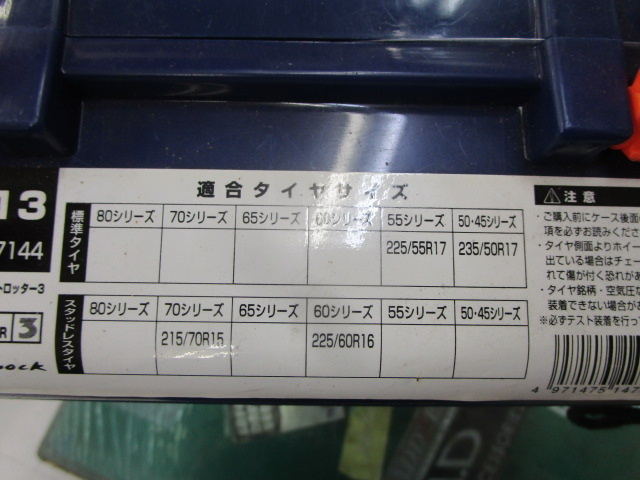 適合タイヤサイズ
13
7144
トロッター3
R 3
標準タイヤ
80シリーズ 70シリーズ 65シリーズ 60シリーズ 55シリーズ 50·45シリーズ
225/55R17 235/50R17
スタッドレスタイヤ
80シリーズ 70シリーズ 65シリーズ 60シリーズ 55シリーズ 50·45シリーズ
215/70R15 225/60R16
注意
・ご購入前にケース後面
項を必ずお読みくださ
・タイヤ側面よりホイー
出ている場合はチェー
れて傷が付く恐れがあ
・タイヤ銘柄・空気圧
装着できない場合が
※必ずテスト装着を行っ
4 971475 147